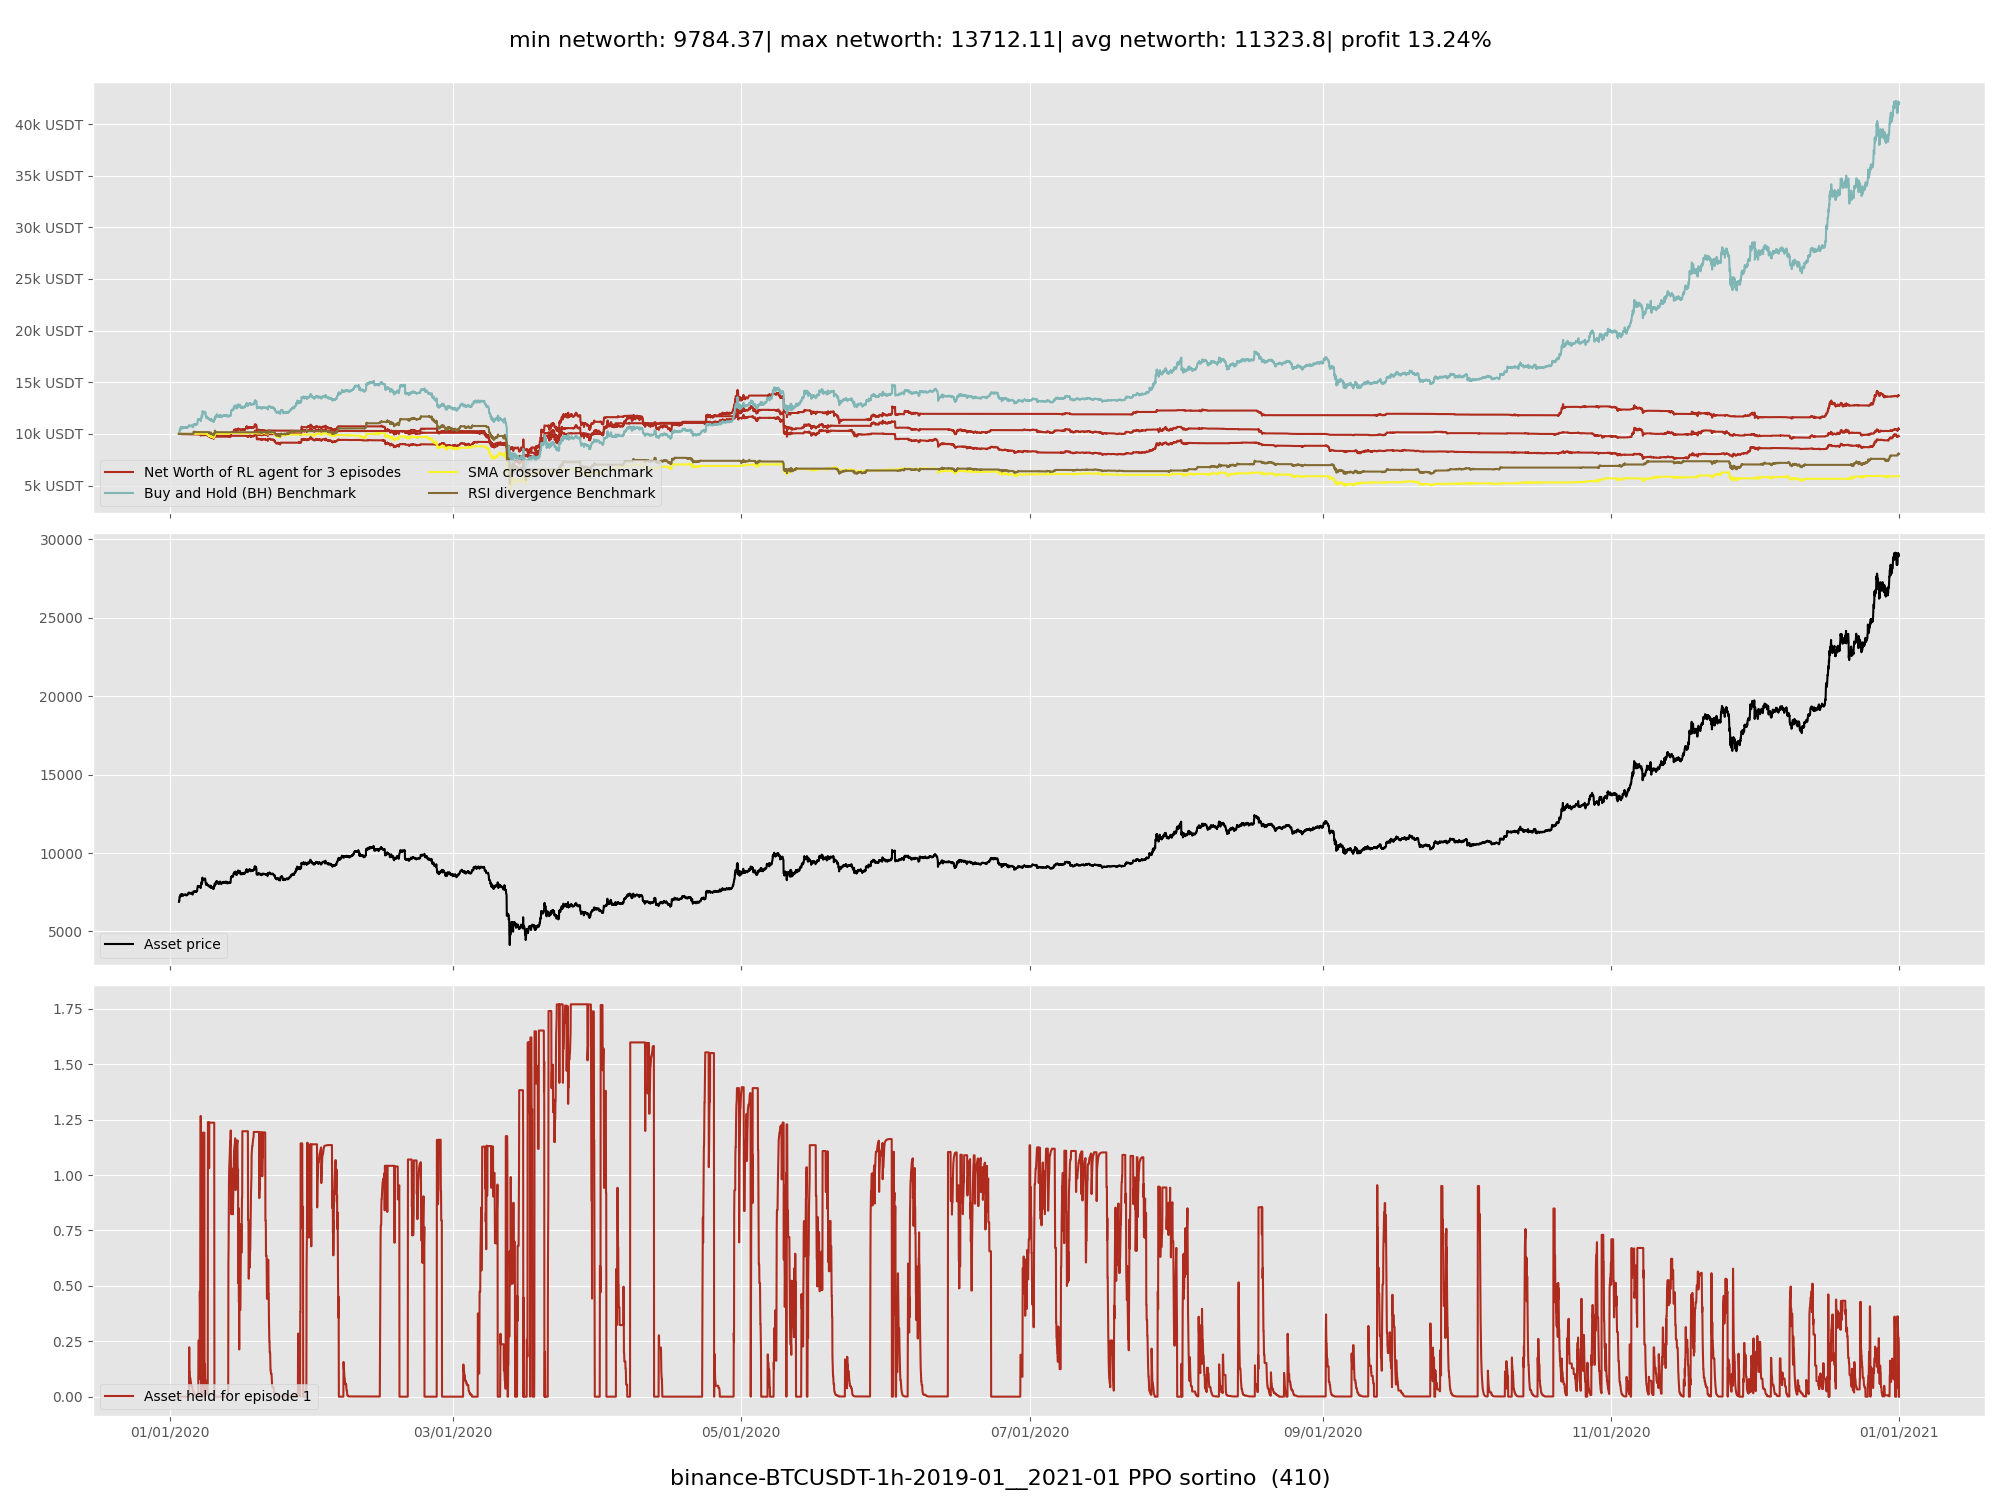 min networth: 9784.37| max networth: 13712.11| avg networth: 11323.8| profit 13.24%
40k USDT
35k USDT
30k USDT
25k USDT
20k USDT
15k USDT
10k USDT
5k USDT
Net Worth of RL agent for 3 episodes
Buy and Hold (BH) Benchmark
SMA crossover Benchmark
RSI divergence Benchmark
30000
25000
20000
15000
10000
5000
Asset price
1.75
1.50
1.25
1.00
0.75
0.50
0.25
0.00
Asset held for episode 1
01/01/2020
03/01/2020
05/01/2020
07/01/2020
09/01/2020
11/01/2020
01/01/2021
binance-BTCUSDT-1h-2019-01__2021-01 PPO sortino  (410)